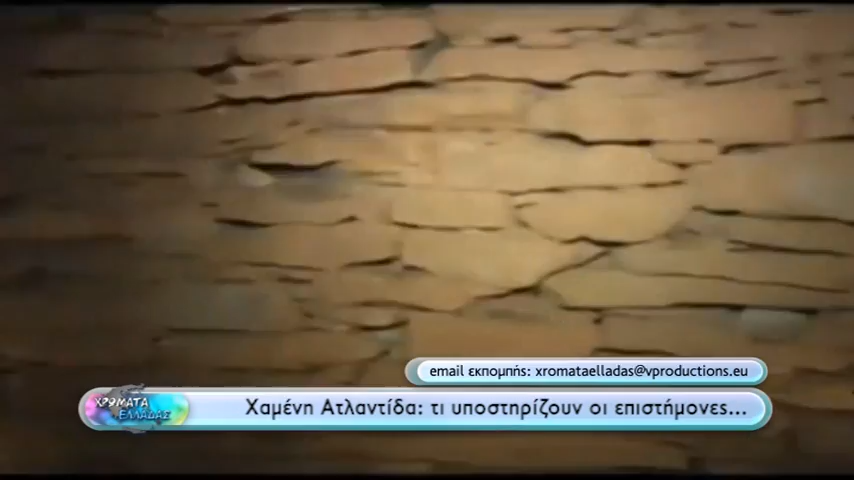 email εκπομπής: xromataelladas@vproductions.eu
ΧΡΩΜΑΤΑ
ΕΛΛΑΔΑΣ
Χαμένη Ατλαντίδα: τι υποστηρίζουν οι επιστήμονες...